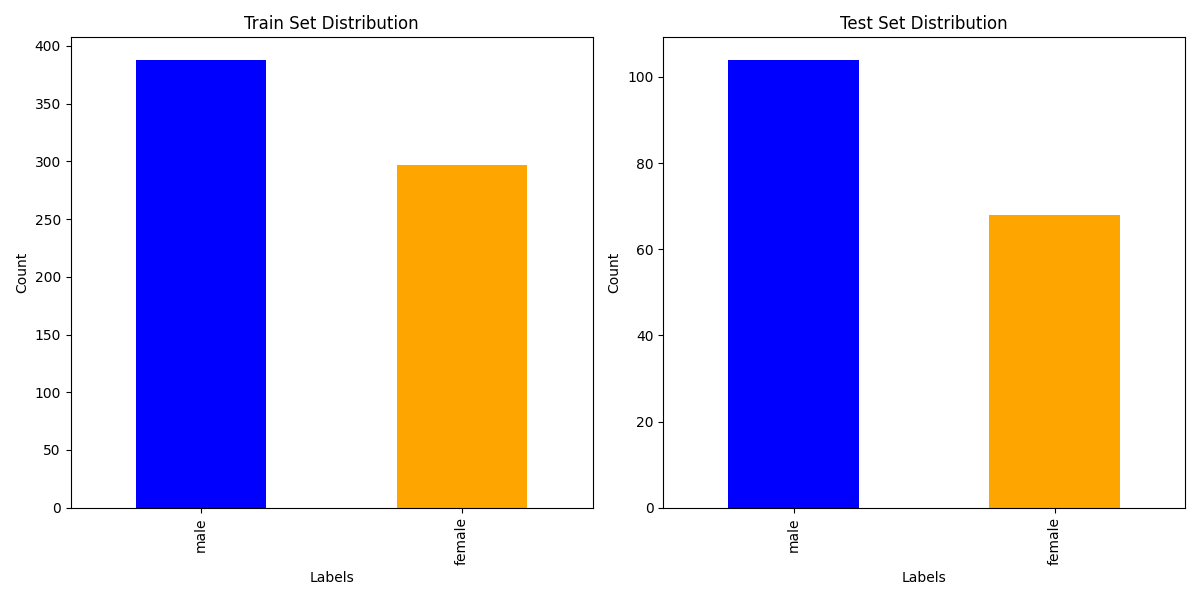 Train Set Distribution
Count
400
350
300
250
200
150
100
50
0
male
female
Labels
Test Set Distribution
Count
100
80
60
40
20
0
male
female
Labels